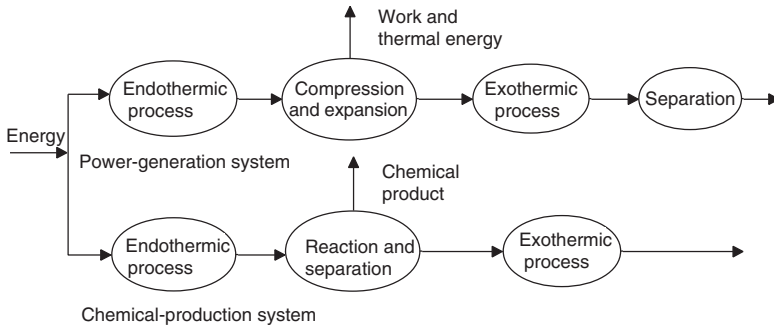 Work and
thermal energy
Endothermic
process
Compression
and expansion
Exothermic
process
Separation
Energy
Power-generation system
Chemical
product
Endothermic
process
Reaction and
separation
Exothermic
process
Chemical-production system